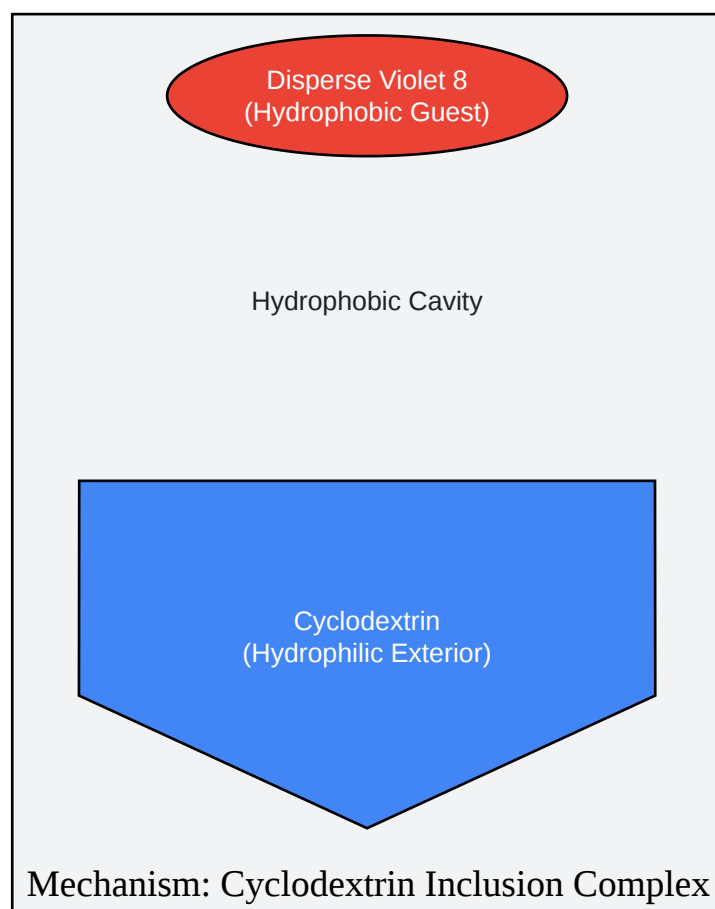 Disperse Violet 8
(Hydrophobic Guest)
Hydrophobic Cavity
Cyclodextrin
(Hydrophilic Exterior)
Mechanism: Cyclodextrin Inclusion Complex